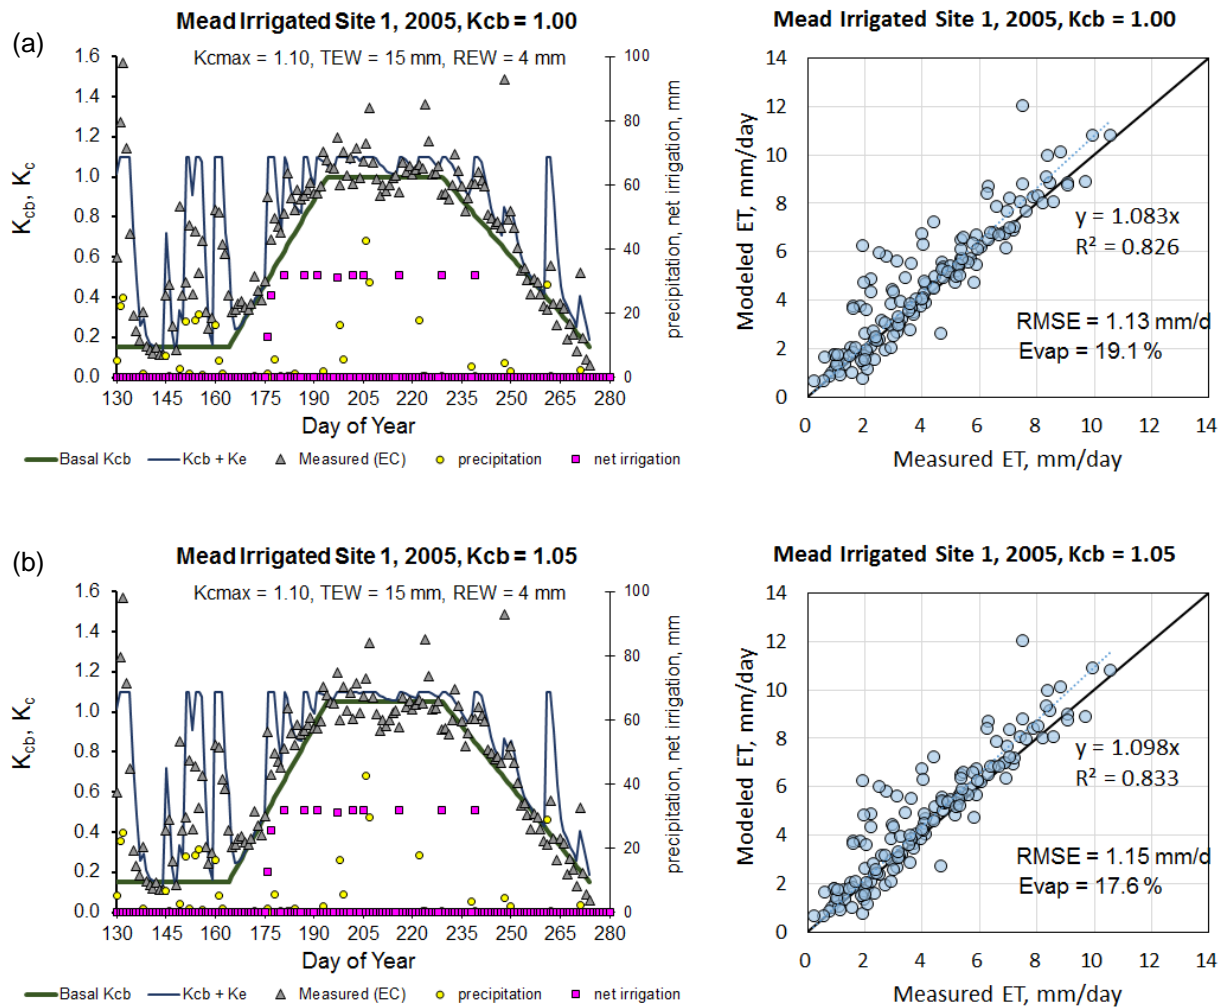 (a)
Mead Irrigated Site 1, 2005, Kcb = 1.00
Kcmax = 1.10, TEW = 15 mm, REW = 4 mm
1.6
1.4
1.2
1.0
0.8
0.6
0.4
0.2
0.0
K_cb, K_c
100
80
60
40
20
0
precipitation, net irrigation, mm
130 145 160 175 190 205 220 235 250 265 280
Day of Year
Basal Kcb Kcb + Ke Measured (EC) precipitation net irrigation
Mead Irrigated Site 1, 2005, Kcb = 1.00
14
12
10
8
6
4
2
0
Modeled ET, mm/day
y = 1.083x
R² = 0.826
RMSE = 1.13 mm/d
Evap = 19.1 %
0 2 4 6 8 10 12 14
Measured ET, mm/day
(b)
Mead Irrigated Site 1, 2005, Kcb = 1.05
Kcmax = 1.10, TEW = 15 mm, REW = 4 mm
1.6
1.4
1.2
1.0
0.8
0.6
0.4
0.2
0.0
K_cb, K_c
100
80
60
40
20
0
precipitation, net irrigation, mm
130 145 160 175 190 205 220 235 250 265 280
Day of Year
Basal Kcb Kcb + Ke Measured (EC) precipitation net irrigation
Mead Irrigated Site 1, 2005, Kcb = 1.05
14
12
10
8
6
4
2
0
Modeled ET, mm/day
y = 1.098x
R² = 0.833
RMSE = 1.15 mm/d
Evap = 17.6 %
0 2 4 6 8 10 12 14
Measured ET, mm/day